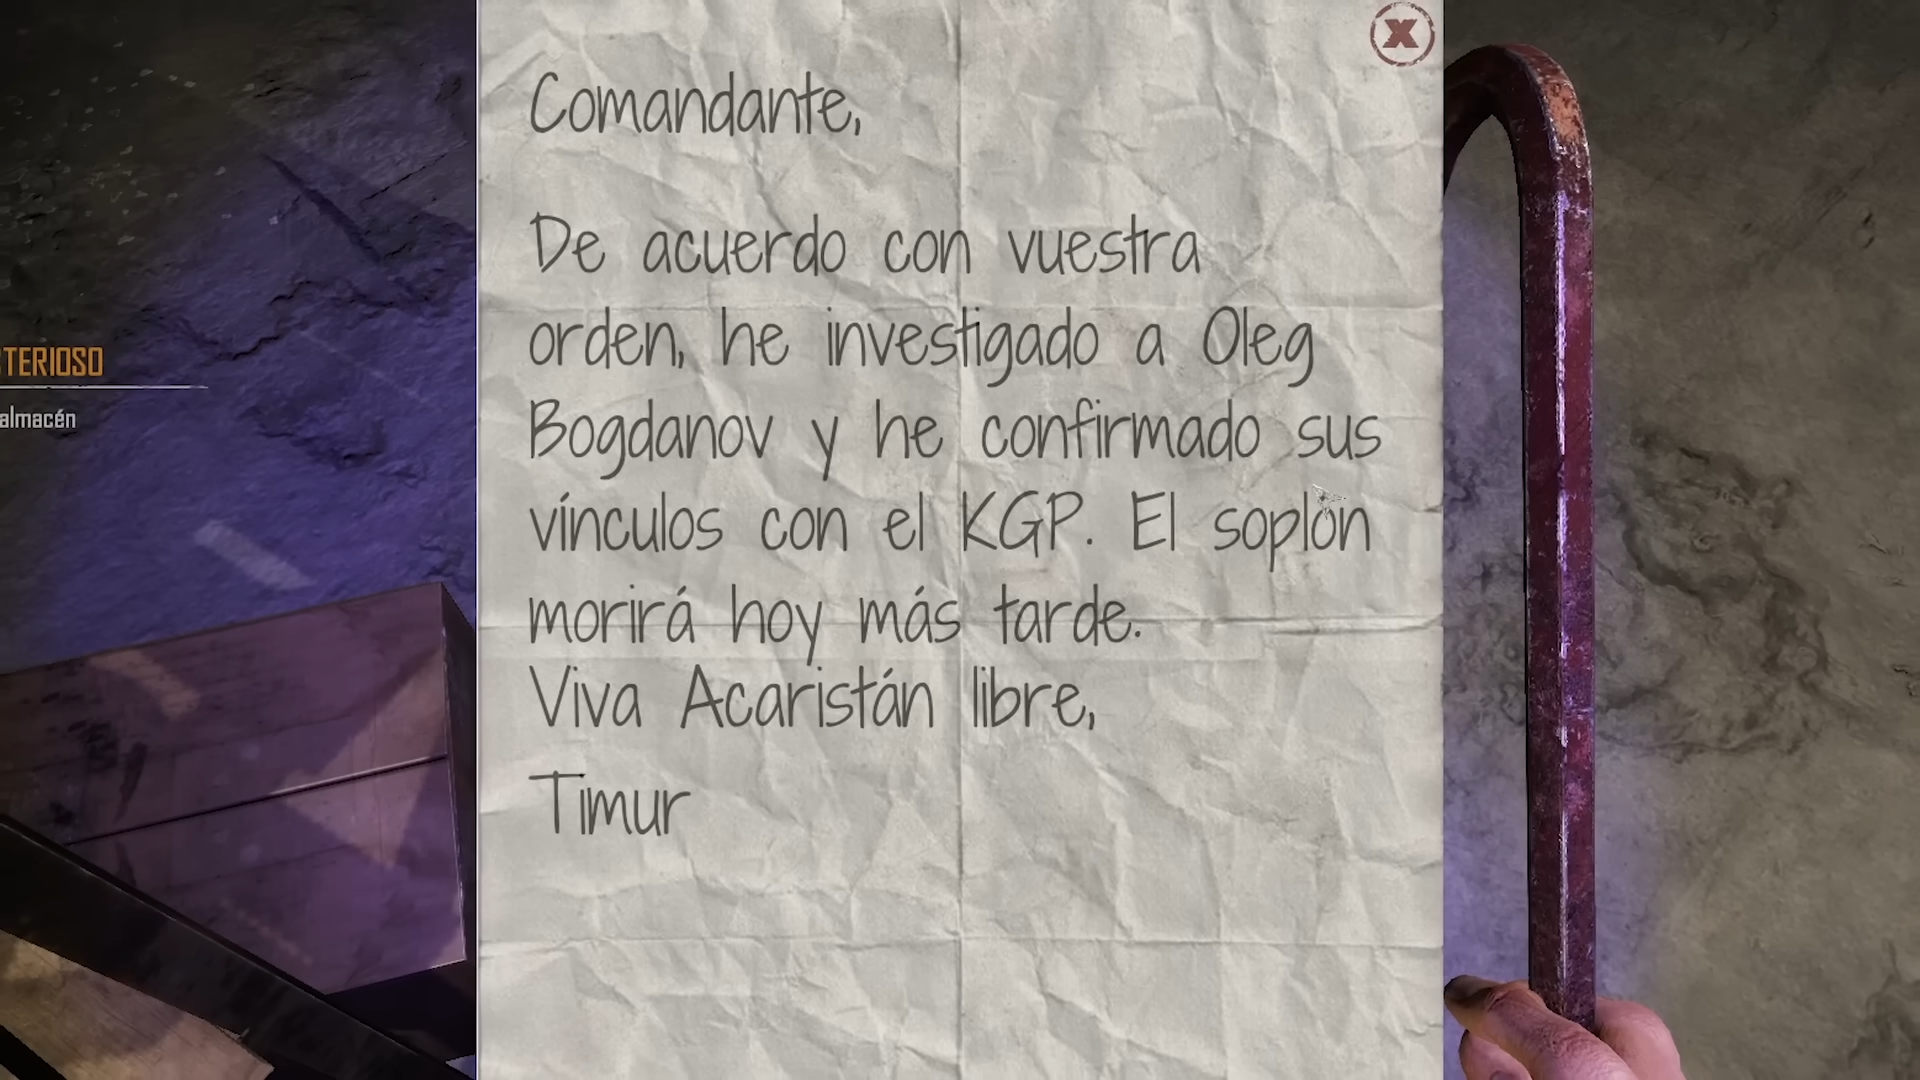 TERIOSO
almacén
Comandante,
De acuerdo con vuestra
orden, he investigado a Oleg
Bogdanov y he confirmado sus
vínculos con el KGP. El soplón
morirá hoy más tarde.
Viva Acaristán libre,
Timur
X